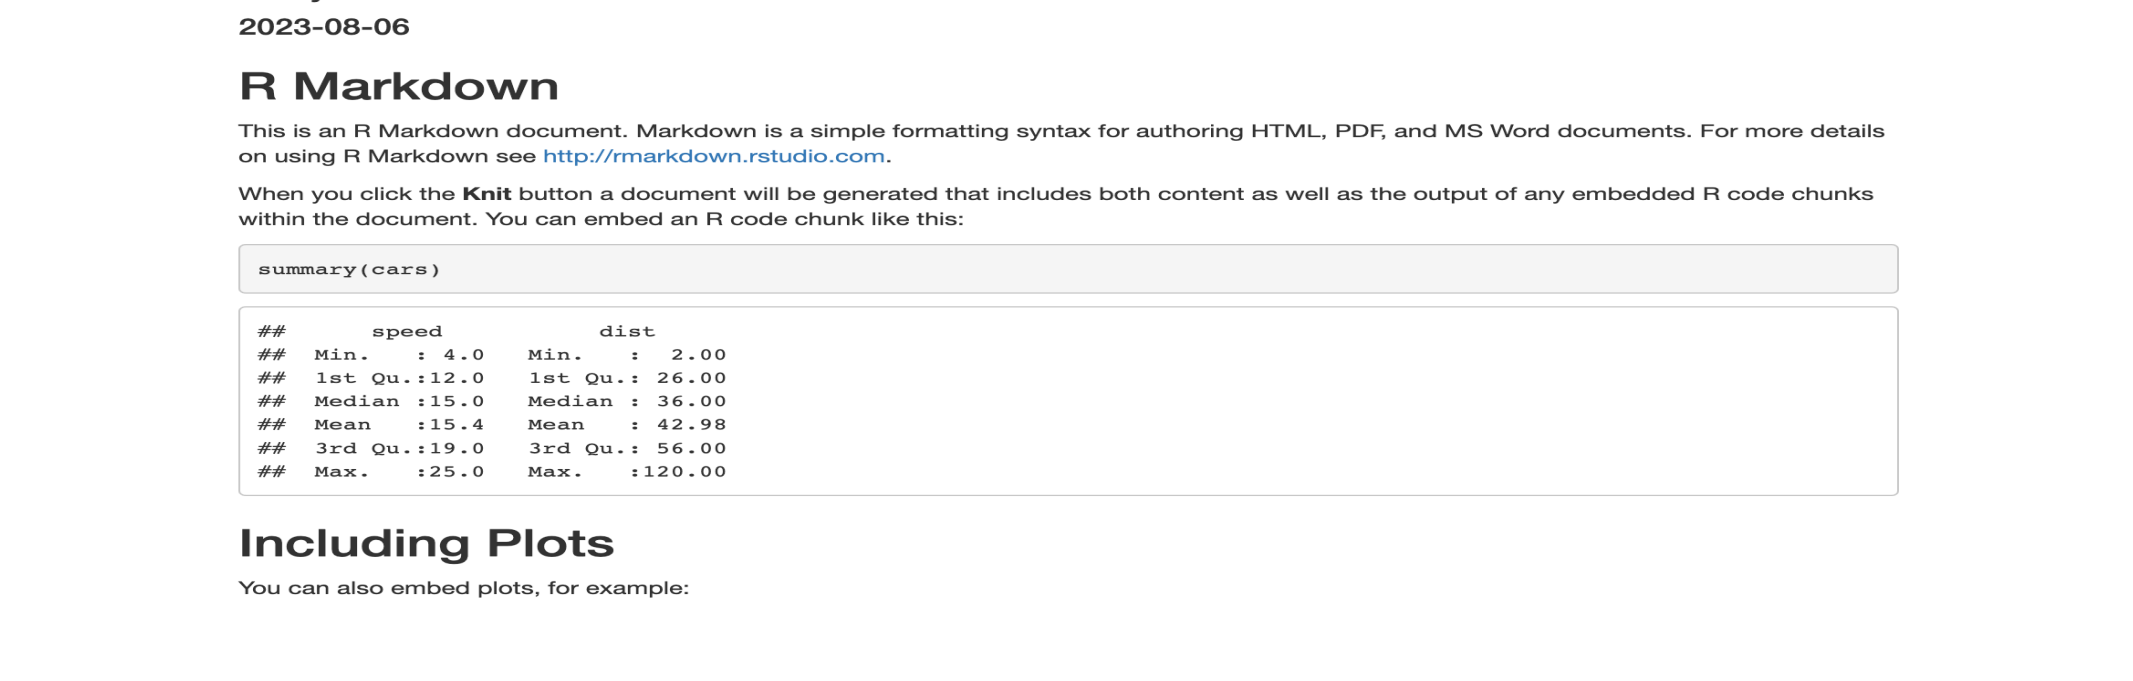 2023-08-06
R Markdown
This is an R Markdown document. Markdown is a simple formatting syntax for authoring HTML, PDF, and MS Word documents. For more details
on using R Markdown see http://rmarkdown.rstudio.com.
When you click the Knit button a document will be generated that includes both content as well as the output of any embedded R code chunks
within the document. You can embed an R code chunk like this:
summary(cars)
##      speed           dist       
##  Min.   : 4.0   Min.   :  2.00  
##  1st Qu.:12.0   1st Qu.: 26.00  
##  Median :15.0   Median : 36.00  
##  Mean   :15.4   Mean   : 42.98  
##  3rd Qu.:19.0   3rd Qu.: 56.00  
##  Max.   :25.0   Max.   :120.00
Including Plots
You can also embed plots, for example: